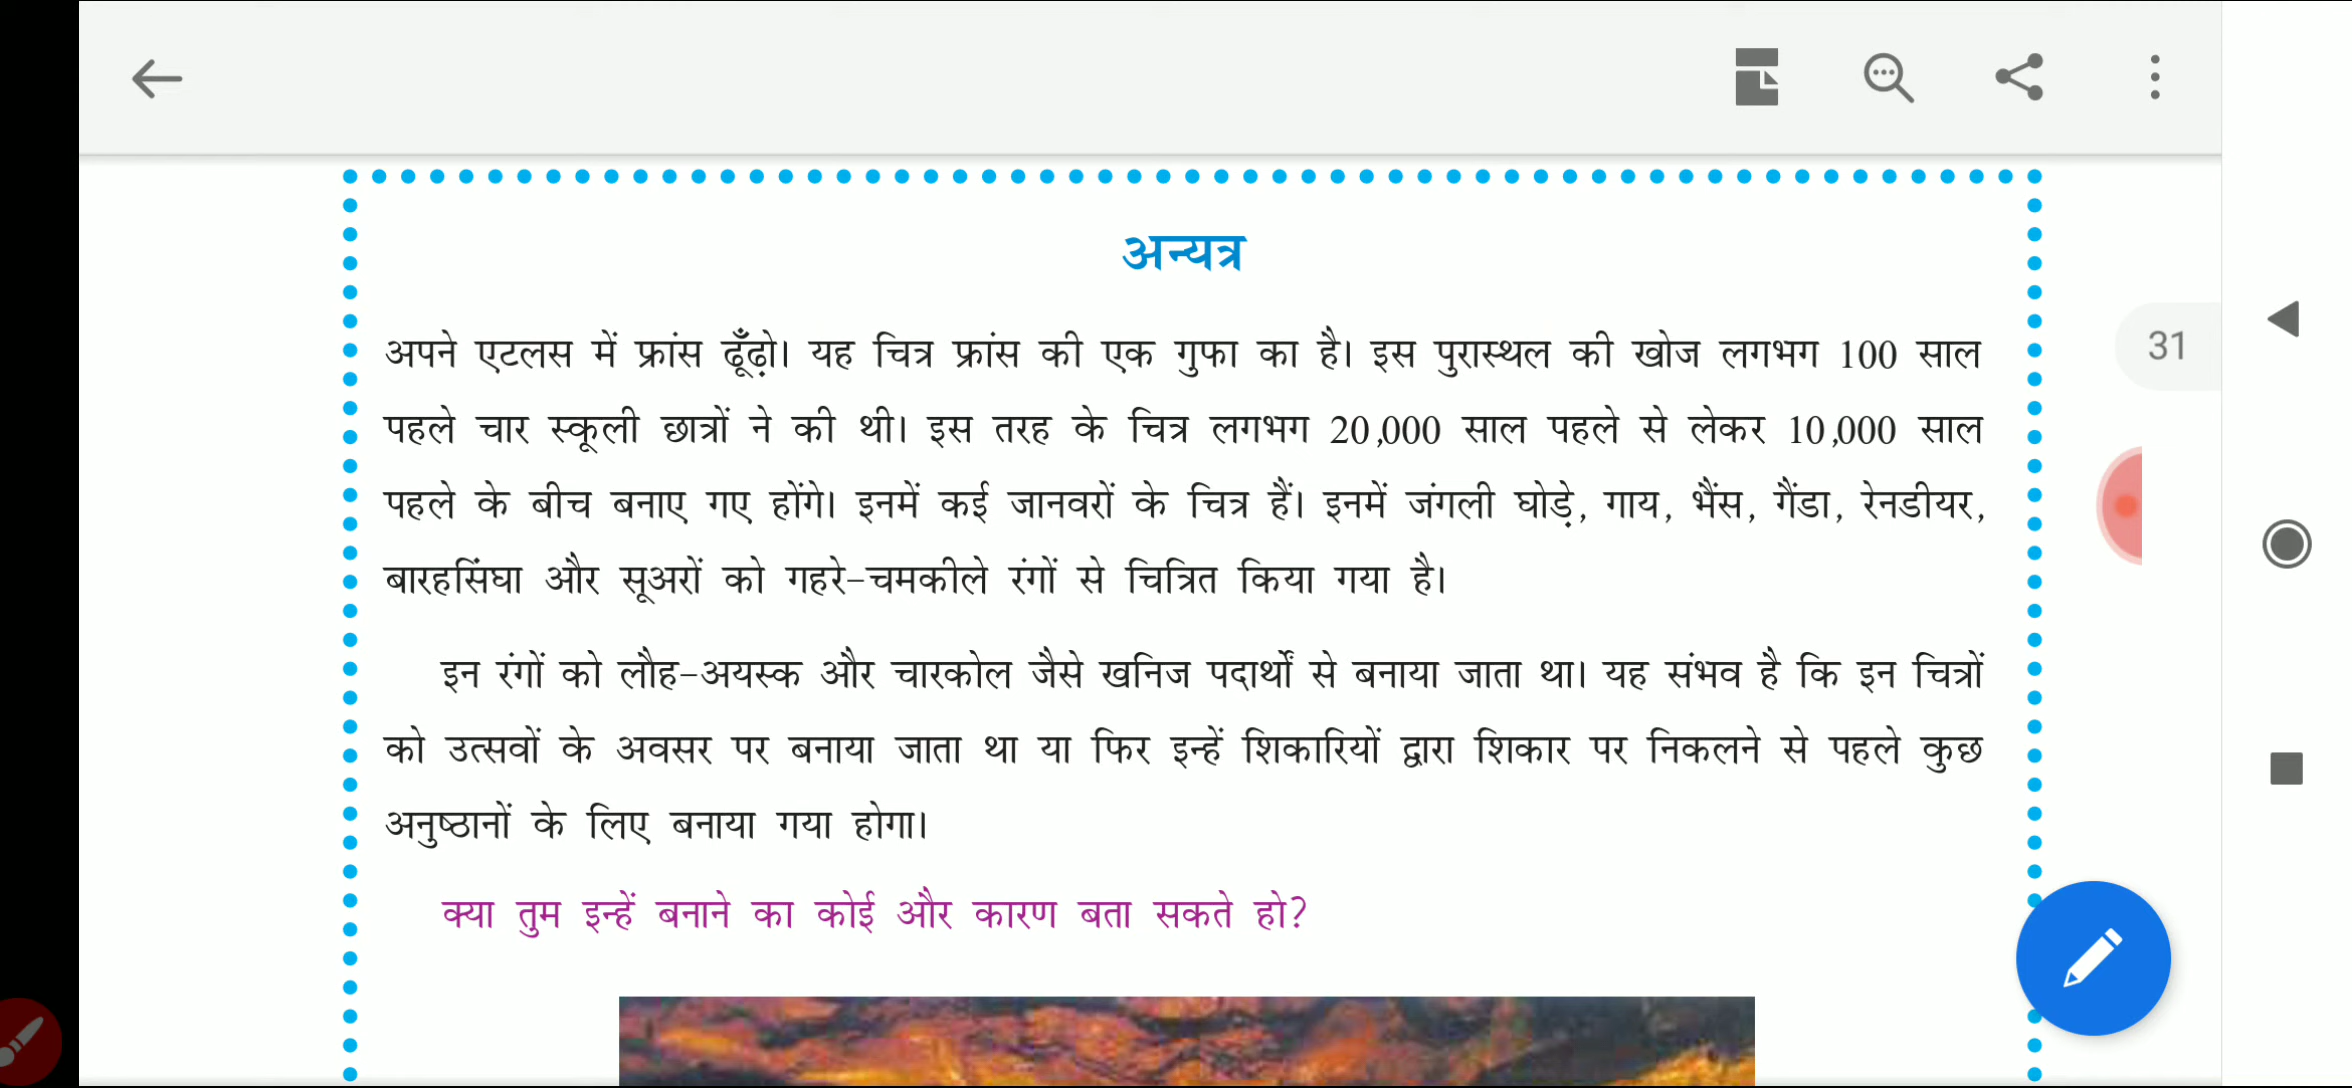 अन्यत्र
अपने एटलस में फ्रांस ढूँढ़ो। यह चित्र फ्रांस की एक गुफा का है। इस पुरास्थल की खोज लगभग 100 साल
31
पहले चार स्कूली छात्रों ने की थी। इस तरह के चित्र लगभग 20,000 साल पहले से लेकर 10,000 साल
पहले के बीच बनाए गए होंगे। इनमें कई जानवरों के चित्र हैं। इनमें जंगली घोड़े, गाय, भैंस, गैंडा, रेनडीयर,
बारहसिंघा और सूअरों को गहरे-चमकीले रंगों से चित्रित किया गया है।
इन रंगों को लौह-अयस्क और चारकोल जैसे खनिज पदार्थों से बनाया जाता था। यह संभव है कि इन चित्रों
को उत्सवों के अवसर पर बनाया जाता था या फिर इन्हें शिकारियों द्वारा शिकार पर निकलने से पहले कुछ
अनुष्ठानों के लिए बनाया गया होगा।
क्या तुम इन्हें बनाने का कोई और कारण बता सकते हो?